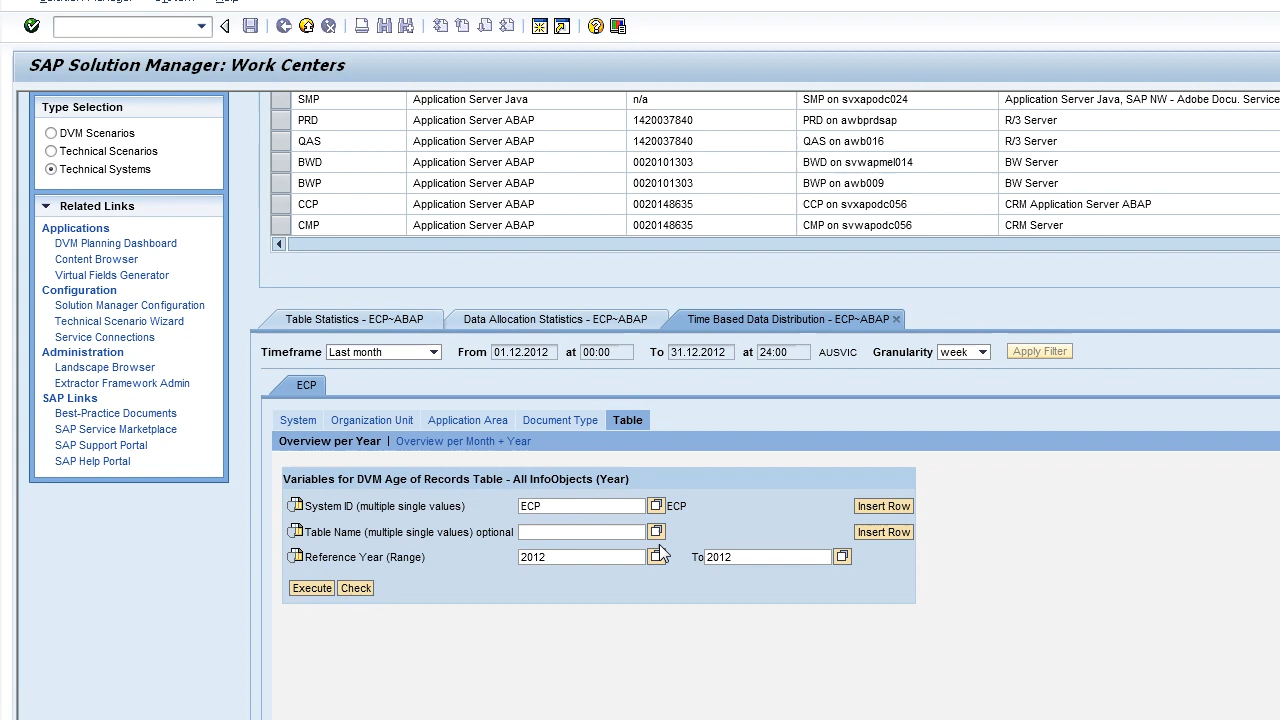 Solution Manager System Help
SAP Solution Manager: Work Centers
Type Selection
DVM Scenarios
Technical Scenarios
Technical Systems
Related Links
Applications
DVM Planning Dashboard
Content Browser
Virtual Fields Generator
Configuration
Solution Manager Configuration
Technical Scenario Wizard
Service Connections
Administration
Landscape Browser
Extractor Framework Admin
SAP Links
Best-Practice Documents
SAP Service Marketplace
SAP Support Portal
SAP Help Portal
SMP Application Server Java n/a SMP on svxapodc024 Application Server Java, SAP NW - Adobe Docu. Service
PRD Application Server ABAP 1420037840 PRD on awbprdsap R/3 Server
QAS Application Server ABAP 1420037840 QAS on awb016 R/3 Server
BWD Application Server ABAP 0020101303 BWD on svwapmel014 BW Server
BWP Application Server ABAP 0020101303 BWP on awb009 BW Server
CCP Application Server ABAP 0020148635 CCP on svxapodc056 CRM Application Server ABAP
CMP Application Server ABAP 0020148635 CMP on svwapodc056 CRM Server
Table Statistics - ECP~ABAP Data Allocation Statistics - ECP~ABAP Time Based Data Distribution - ECP~ABAP
Timeframe Last month From 01.12.2012 at 00:00 To 31.12.2012 at 24:00 AUSVIC Granularity week Apply Filter
ECP
System Organization Unit Application Area Document Type Table
Overview per Year | Overview per Month + Year
Variables for DVM Age of Records Table - All InfoObjects (Year)
System ID (multiple single values) ECP ECP Insert Row
Table Name (multiple single values) optional Insert Row
Reference Year (Range) 2012 To 2012
Execute Check